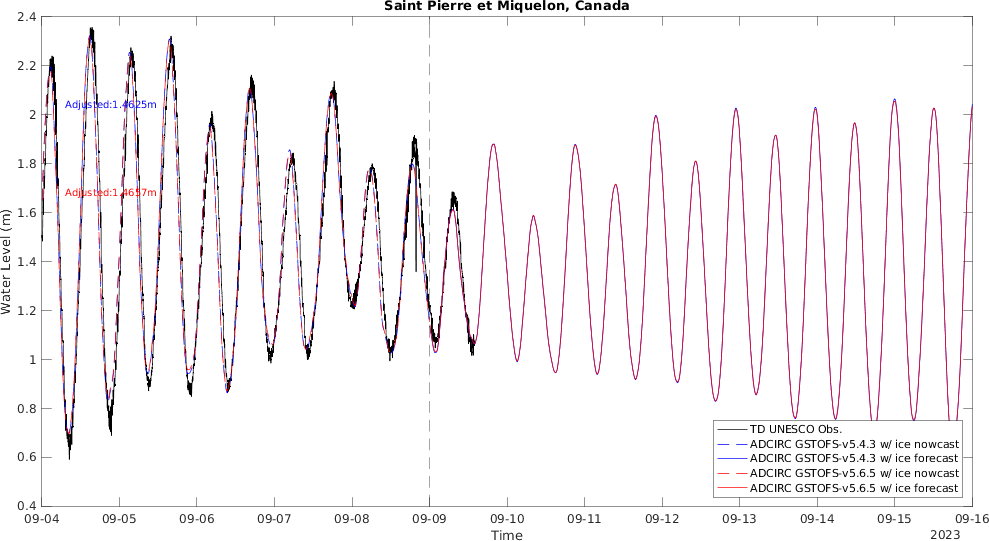 Saint Pierre et Miquelon, Canada
2.4
2.2
2
1.8
1.6
1.4
1.2
1
0.8
0.6
0.4
Water Level (m)
Adjusted:1.4625m
Adjusted:1.4657m
TD UNESCO Obs.
ADCIRC GSTOFS-v5.4.3 w/ ice nowcast
ADCIRC GSTOFS-v5.4.3 w/ ice forecast
ADCIRC GSTOFS-v5.6.5 w/ ice nowcast
ADCIRC GSTOFS-v5.6.5 w/ ice forecast
09-04 09-05 09-06 09-07 09-08 09-09 09-10 09-11 09-12 09-13 09-14 09-15 09-16
Time
2023